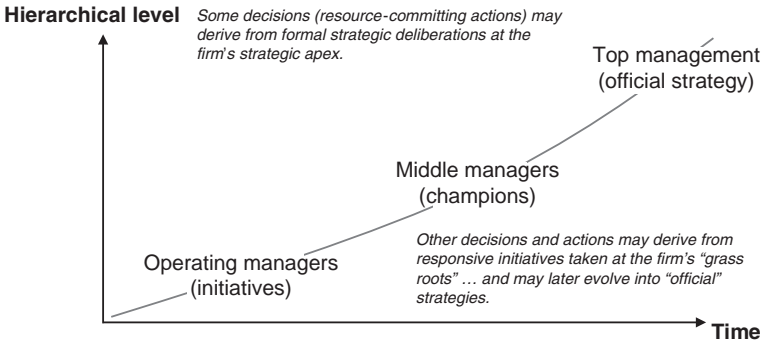 Hierarchical level
Some decisions (resource-committing actions) may
derive from formal strategic deliberations at the
firm's strategic apex.
Top management
(official strategy)
Middle managers
(champions)
Other decisions and actions may derive from
responsive initiatives taken at the firm's “grass
roots” … and may later evolve into “official”
strategies.
Operating managers
(initiatives)
Time